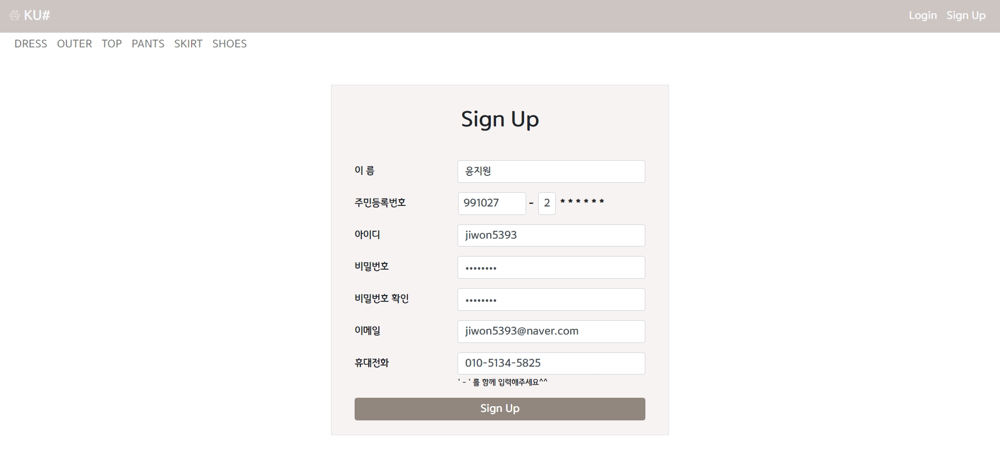 KU# Login Sign Up
DRESS OUTER TOP PANTS SKIRT SHOES
Sign Up
이 름 윤지원
주민등록번호 991027 - 2 * * * * * *
아이디 jiwon5393
비밀번호 ••••••••
비밀번호 확인 ••••••••
이메일 jiwon5393@naver.com
휴대전화 010-5134-5825
' - ' 를 함께 입력해주세요^^
Sign Up